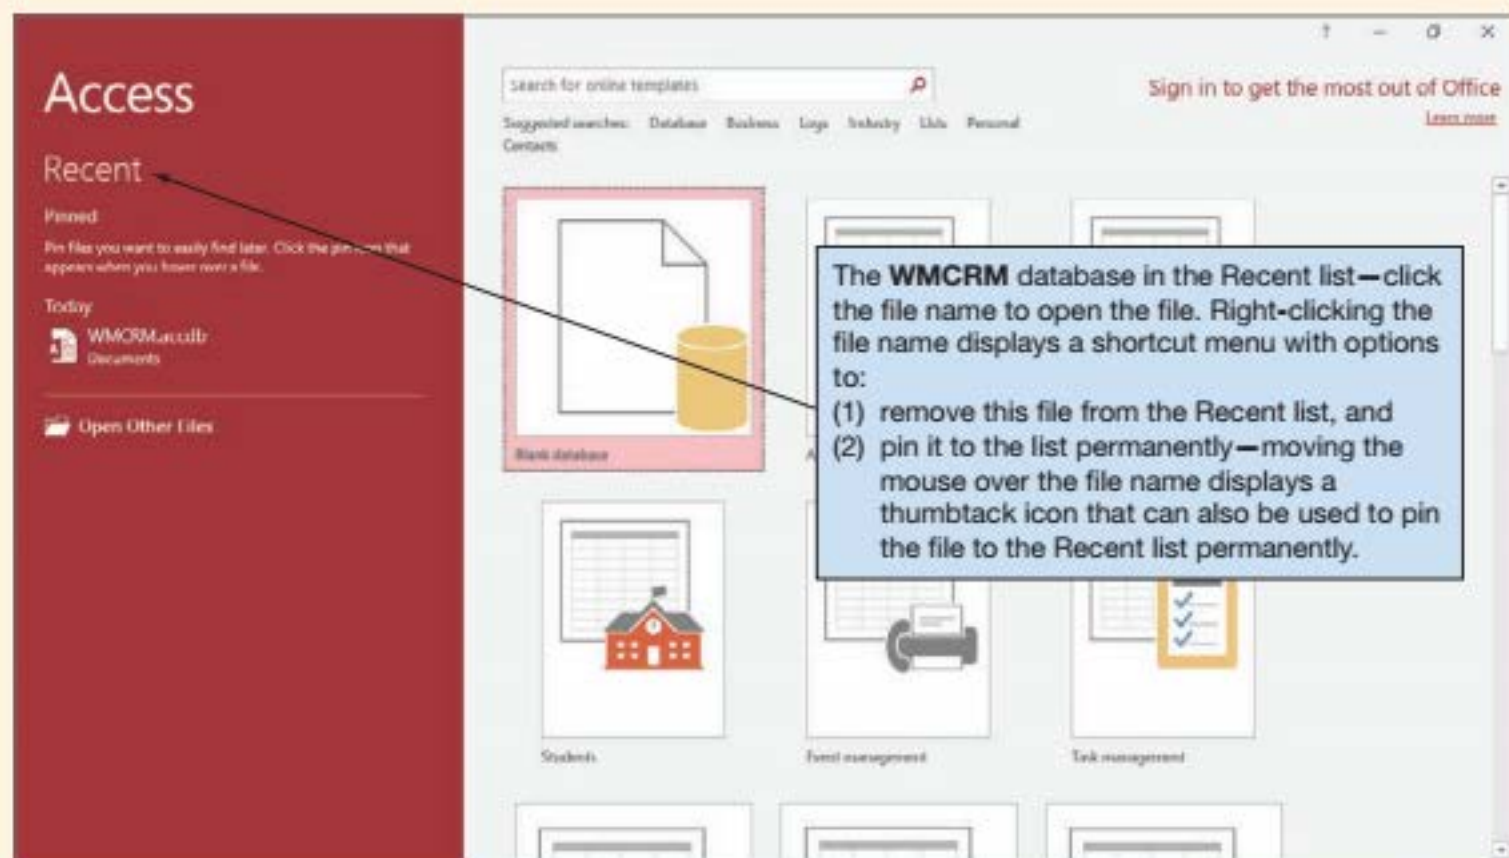 Access
Recent
Pinned
Pin files you want to easily find later. Click the pin icon that
appears when you hover over a file.
Today
WMCRM.accdb
Documents
Open Other Files
Search for online templates
Suggested searches: Database Business Logs Industry Lists Personal
Contacts
Sign in to get the most out of Office
Learn more
Blank database
The WMCRM database in the Recent list—click
the file name to open the file. Right-clicking the
file name displays a shortcut menu with options
to:
(1) remove this file from the Recent list, and
(2) pin it to the list permanently—moving the
mouse over the file name displays a
thumbtack icon that can also be used to pin
the file to the Recent list permanently.
Students
Event management
Task management